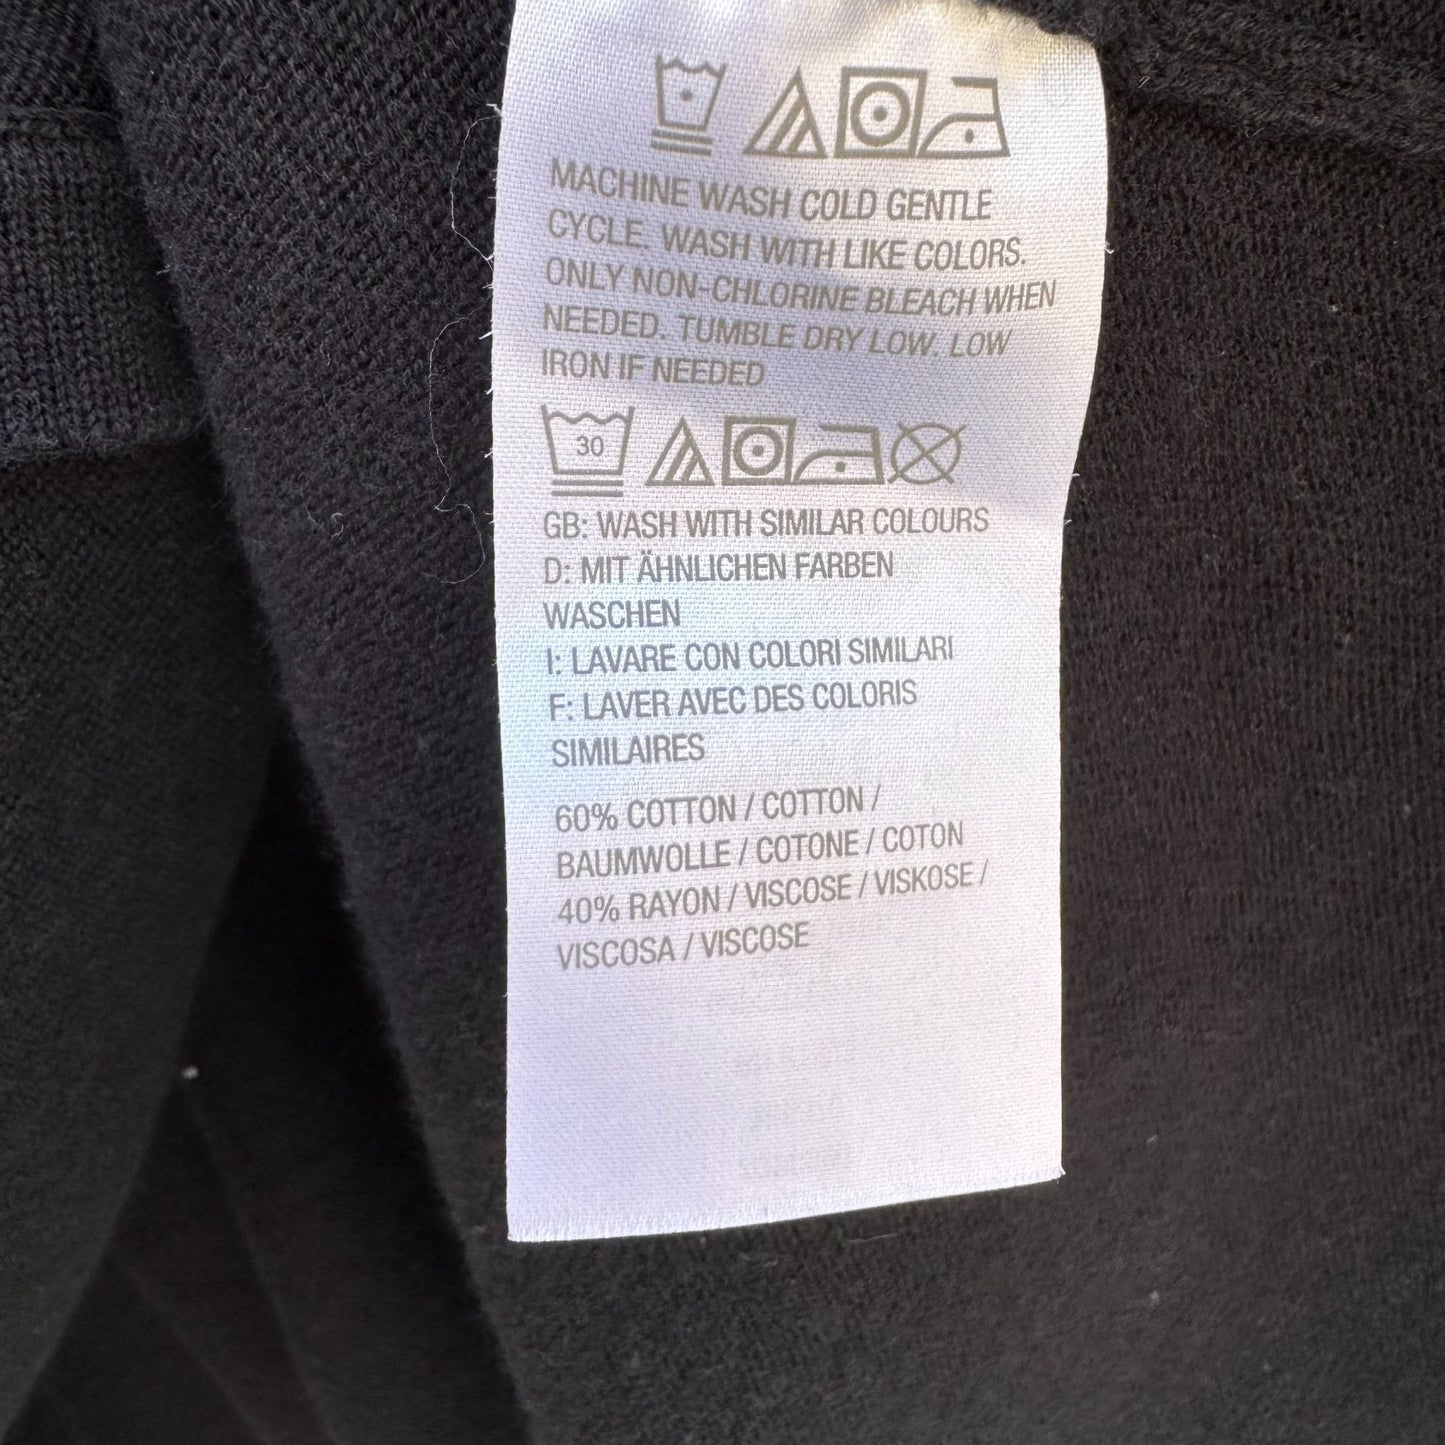 MACHINE WASH COLD GENTLE
CYCLE. WASH WITH LIKE COLORS.
ONLY NON-CHLORINE BLEACH WHEN
NEEDED. TUMBLE DRY LOW. LOW
IRON IF NEEDED
30
GB: WASH WITH SIMILAR COLOURS
D: MIT ÄHNLICHEN FARBEN
WASCHEN
I: LAVARE CON COLORI SIMILARI
F: LAVER AVEC DES COLORIS
SIMILAIRES
60% COTTON / COTTON /
BAUMWOLLE / COTONE / COTON
40% RAYON / VISCOSE / VISKOSE /
VISCOSA / VISCOSE